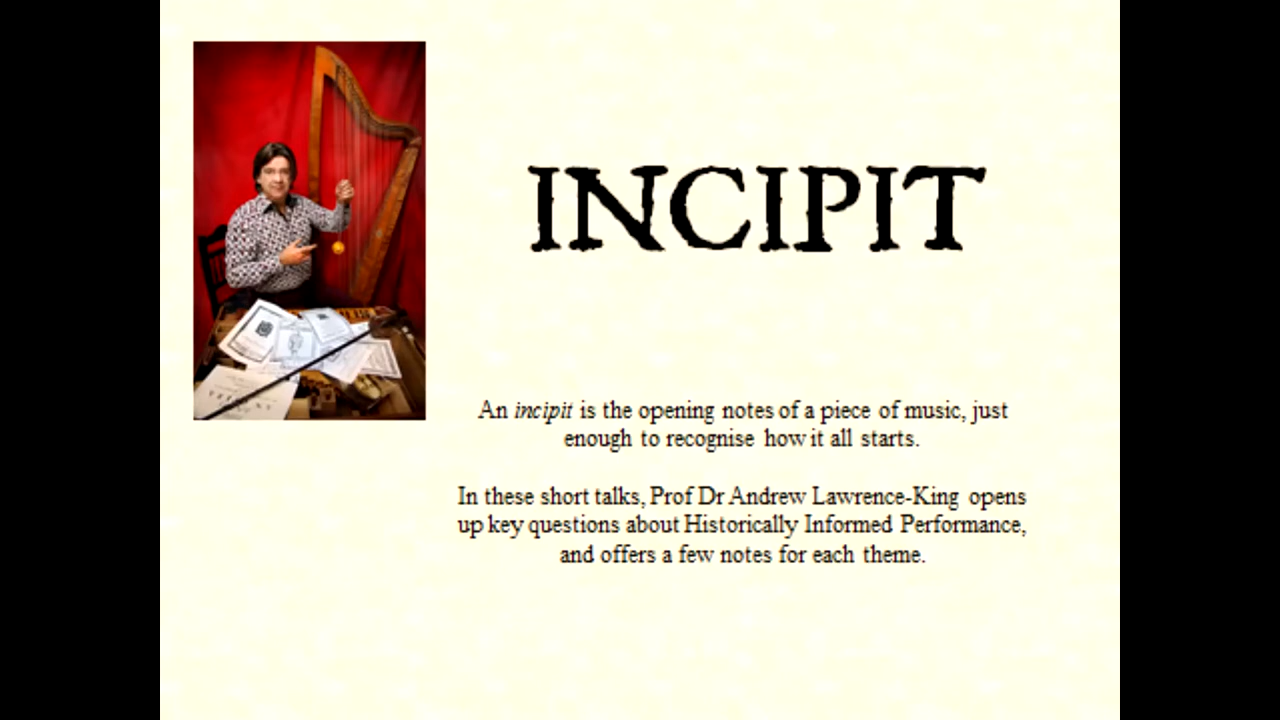 INCIPIT
An incipit is the opening notes of a piece of music, just
enough to recognise how it all starts.
In these short talks, Prof Dr Andrew Lawrence-King opens
up key questions about Historically Informed Performance,
and offers a few notes for each theme.